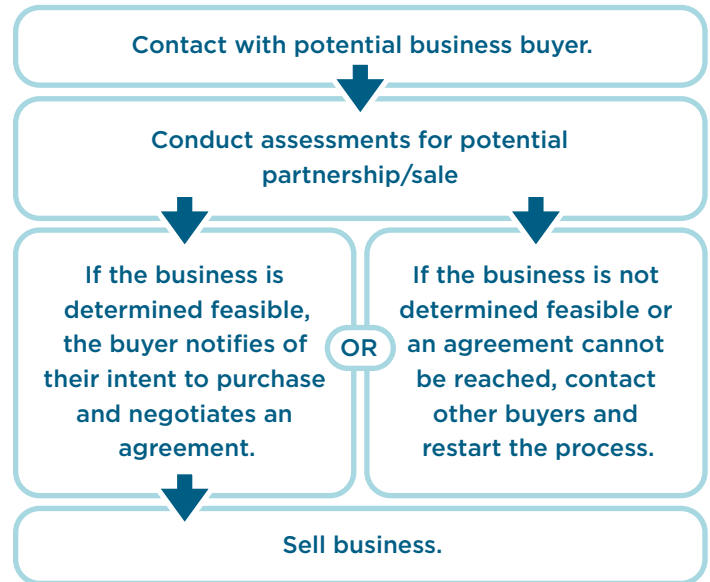 Contact with potential business buyer.
Conduct assessments for potential
partnership/sale
If the business is
determined feasible,
the buyer notifies of
their intent to purchase
and negotiates an
agreement.
OR
If the business is not
determined feasible or
an agreement cannot
be reached, contact
other buyers and
restart the process.
Sell business.